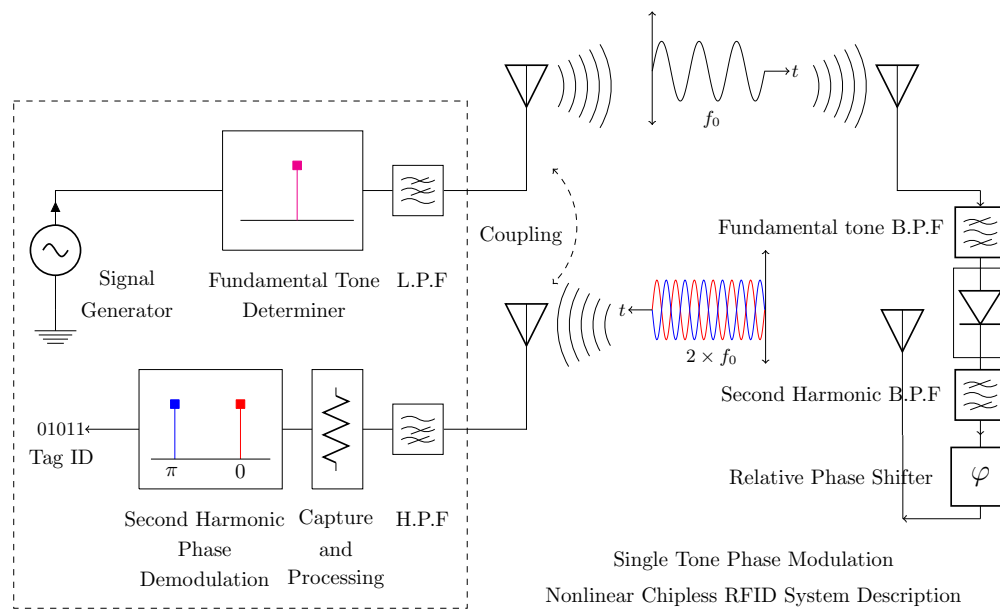 t
f₀
Fundamental tone B.P.F
Coupling
Signal
Generator
Fundamental Tone
Determiner
L.P.F
t
2 × f₀
Second Harmonic B.P.F
01011
Tag ID
π
0
φ
Relative Phase Shifter
Second Harmonic
Phase
Demodulation
Capture
and
Processing
H.P.F
Single Tone Phase Modulation
Nonlinear Chipless RFID System Description